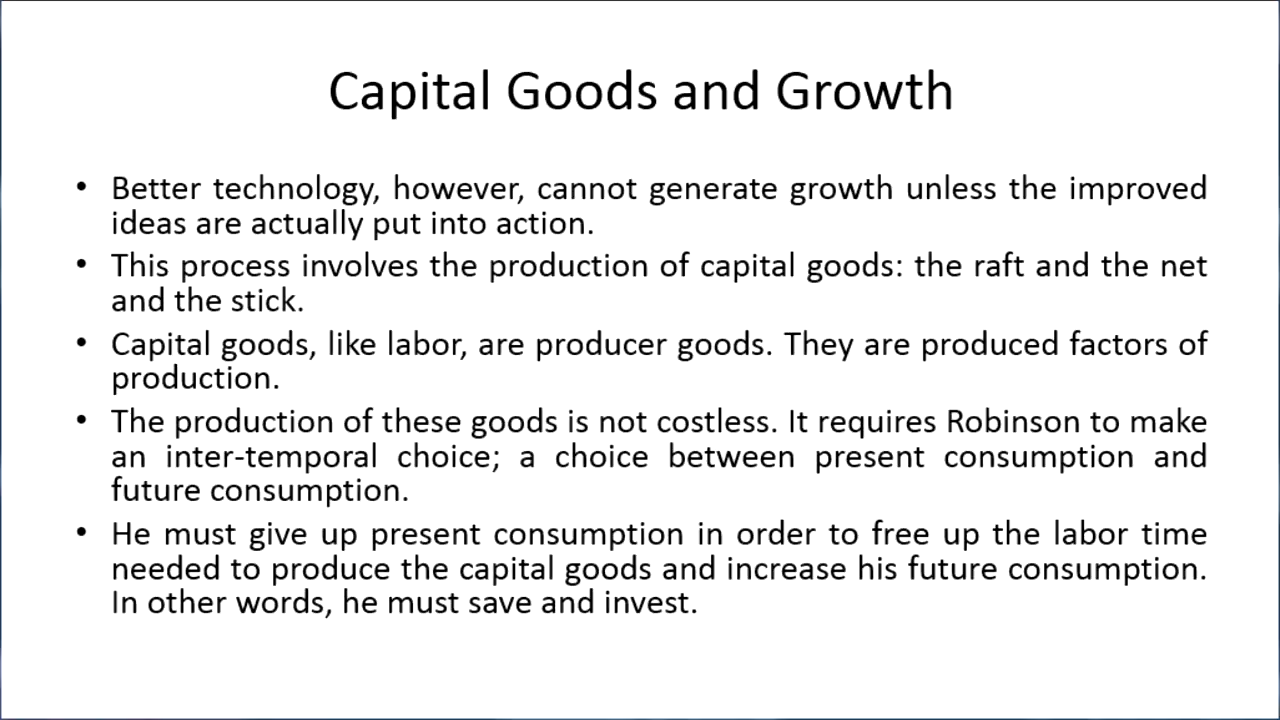 Capital Goods and Growth
• Better technology, however, cannot generate growth unless the improved
ideas are actually put into action.
• This process involves the production of capital goods: the raft and the net
and the stick.
• Capital goods, like labor, are producer goods. They are produced factors of
production.
• The production of these goods is not costless. It requires Robinson to make
an inter-temporal choice; a choice between present consumption and
future consumption.
• He must give up present consumption in order to free up the labor time
needed to produce the capital goods and increase his future consumption.
In other words, he must save and invest.